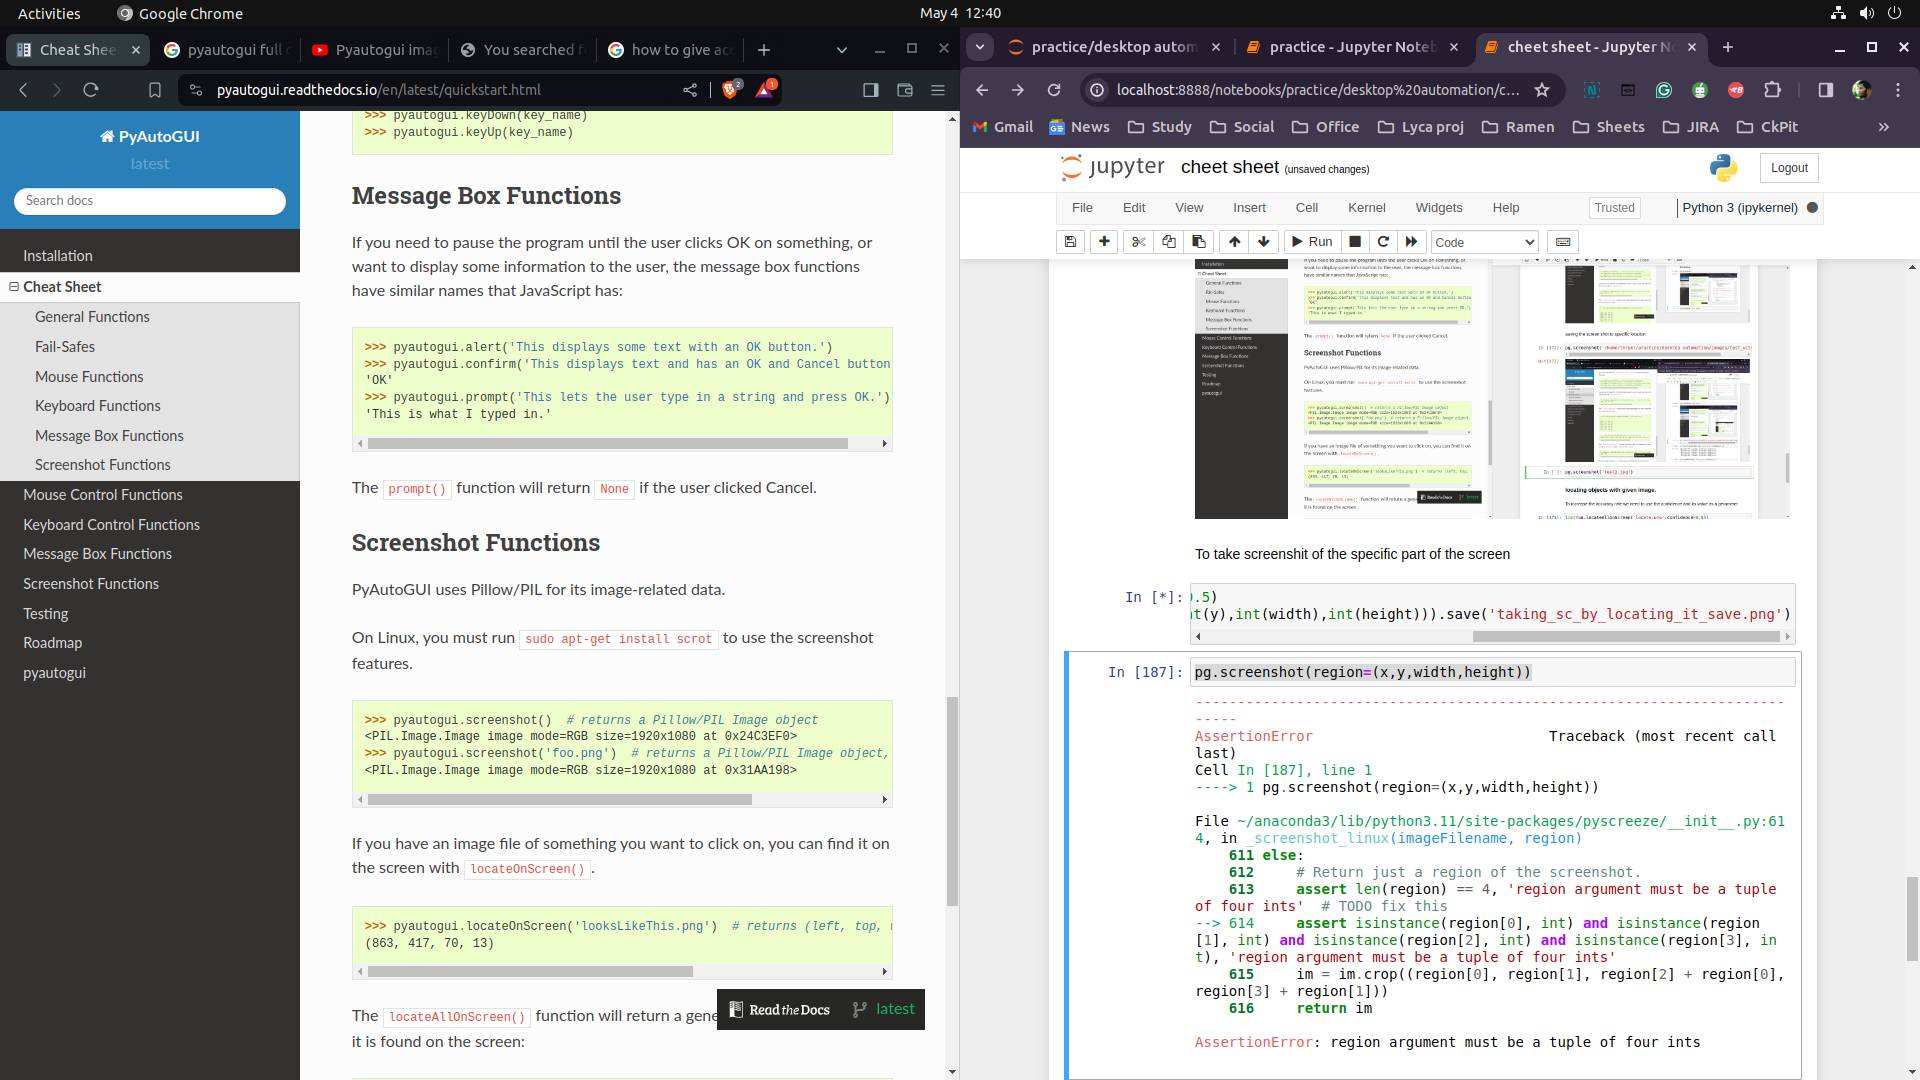 Activities
Google Chrome
May 4 12:40
Cheat Shee
pyautogui full
Pyautogui ima
You searched f
how to give acc
pyautogui.readthedocs.io/en/latest/quickstart.html
2
1
PyAutoGUI
latest
Search docs
Installation
Cheat Sheet
General Functions
Fail-Safes
Mouse Functions
Keyboard Functions
Message Box Functions
Screenshot Functions
Mouse Control Functions
Keyboard Control Functions
Message Box Functions
Screenshot Functions
Testing
Roadmap
pyautogui
>>> pyautogui.keyDown(key_name)
>>> pyautogui.keyUp(key_name)
Message Box Functions
If you need to pause the program until the user clicks OK on something, or
want to display some information to the user, the message box functions
have similar names that JavaScript has:
>>> pyautogui.alert('This displays some text with an OK button.')
>>> pyautogui.confirm('This displays text and has an OK and Cancel button
'OK'
>>> pyautogui.prompt('This lets the user type in a string and press OK.')
'This is what I typed in.'
The prompt() function will return None if the user clicked Cancel.
Screenshot Functions
PyAutoGUI uses Pillow/PIL for its image-related data.
On Linux, you must run sudo apt-get install scrot to use the screenshot
features.
>>> pyautogui.screenshot()  # returns a Pillow/PIL Image object
<PIL.Image.Image image mode=RGB size=1920x1080 at 0x24C3EF0>
>>> pyautogui.screenshot('foo.png')  # returns a Pillow/PIL Image object,
<PIL.Image.Image image mode=RGB size=1920x1080 at 0x31AA198>
If you have an image file of something you want to click on, you can find it on
the screen with locateOnScreen().
>>> pyautogui.locateOnScreen('looksLikeThis.png')  # returns (left, top,
(863, 417, 70, 13)
The locateAllOnScreen() function will return a gene
it is found on the screen:
Read the Docs
latest
practice/desktop autom
practice - Jupyter Noteb
cheet sheet - Jupyter No
localhost:8888/notebooks/practice/desktop%20automation/c...
Gmail
News
Study
Social
Office
Lyca proj
Ramen
Sheets
JIRA
CkPit
jupyter
cheet sheet (unsaved changes)
Logout
File
Edit
View
Insert
Cell
Kernel
Widgets
Help
Trusted
Python 3 (ipykernel)
Run
Code
To take screenshit of the specific part of the screen
In [*]:
.5)
t(y),int(width),int(height))).save('taking_sc_by_locating_it_save.png')
In [187]:
pg.screenshot(region=(x,y,width,height))
---------------------------------------------------------------------------
AssertionError Traceback (most recent call
last)
Cell In [187], line 1
----> 1 pg.screenshot(region=(x,y,width,height))
File ~/anaconda3/lib/python3.11/site-packages/pyscreeze/__init__.py:61
4, in _screenshot_linux(imageFilename, region)
611 else:
612     # Return just a region of the screenshot.
613     assert len(region) == 4, 'region argument must be a tuple
of four ints'  # TODO fix this
--> 614     assert isinstance(region[0], int) and isinstance(region
[1], int) and isinstance(region[2], int) and isinstance(region[3], in
t), 'region argument must be a tuple of four ints'
615     im = im.crop((region[0], region[1], region[2] + region[0],
region[3] + region[1]))
616     return im
AssertionError: region argument must be a tuple of four ints